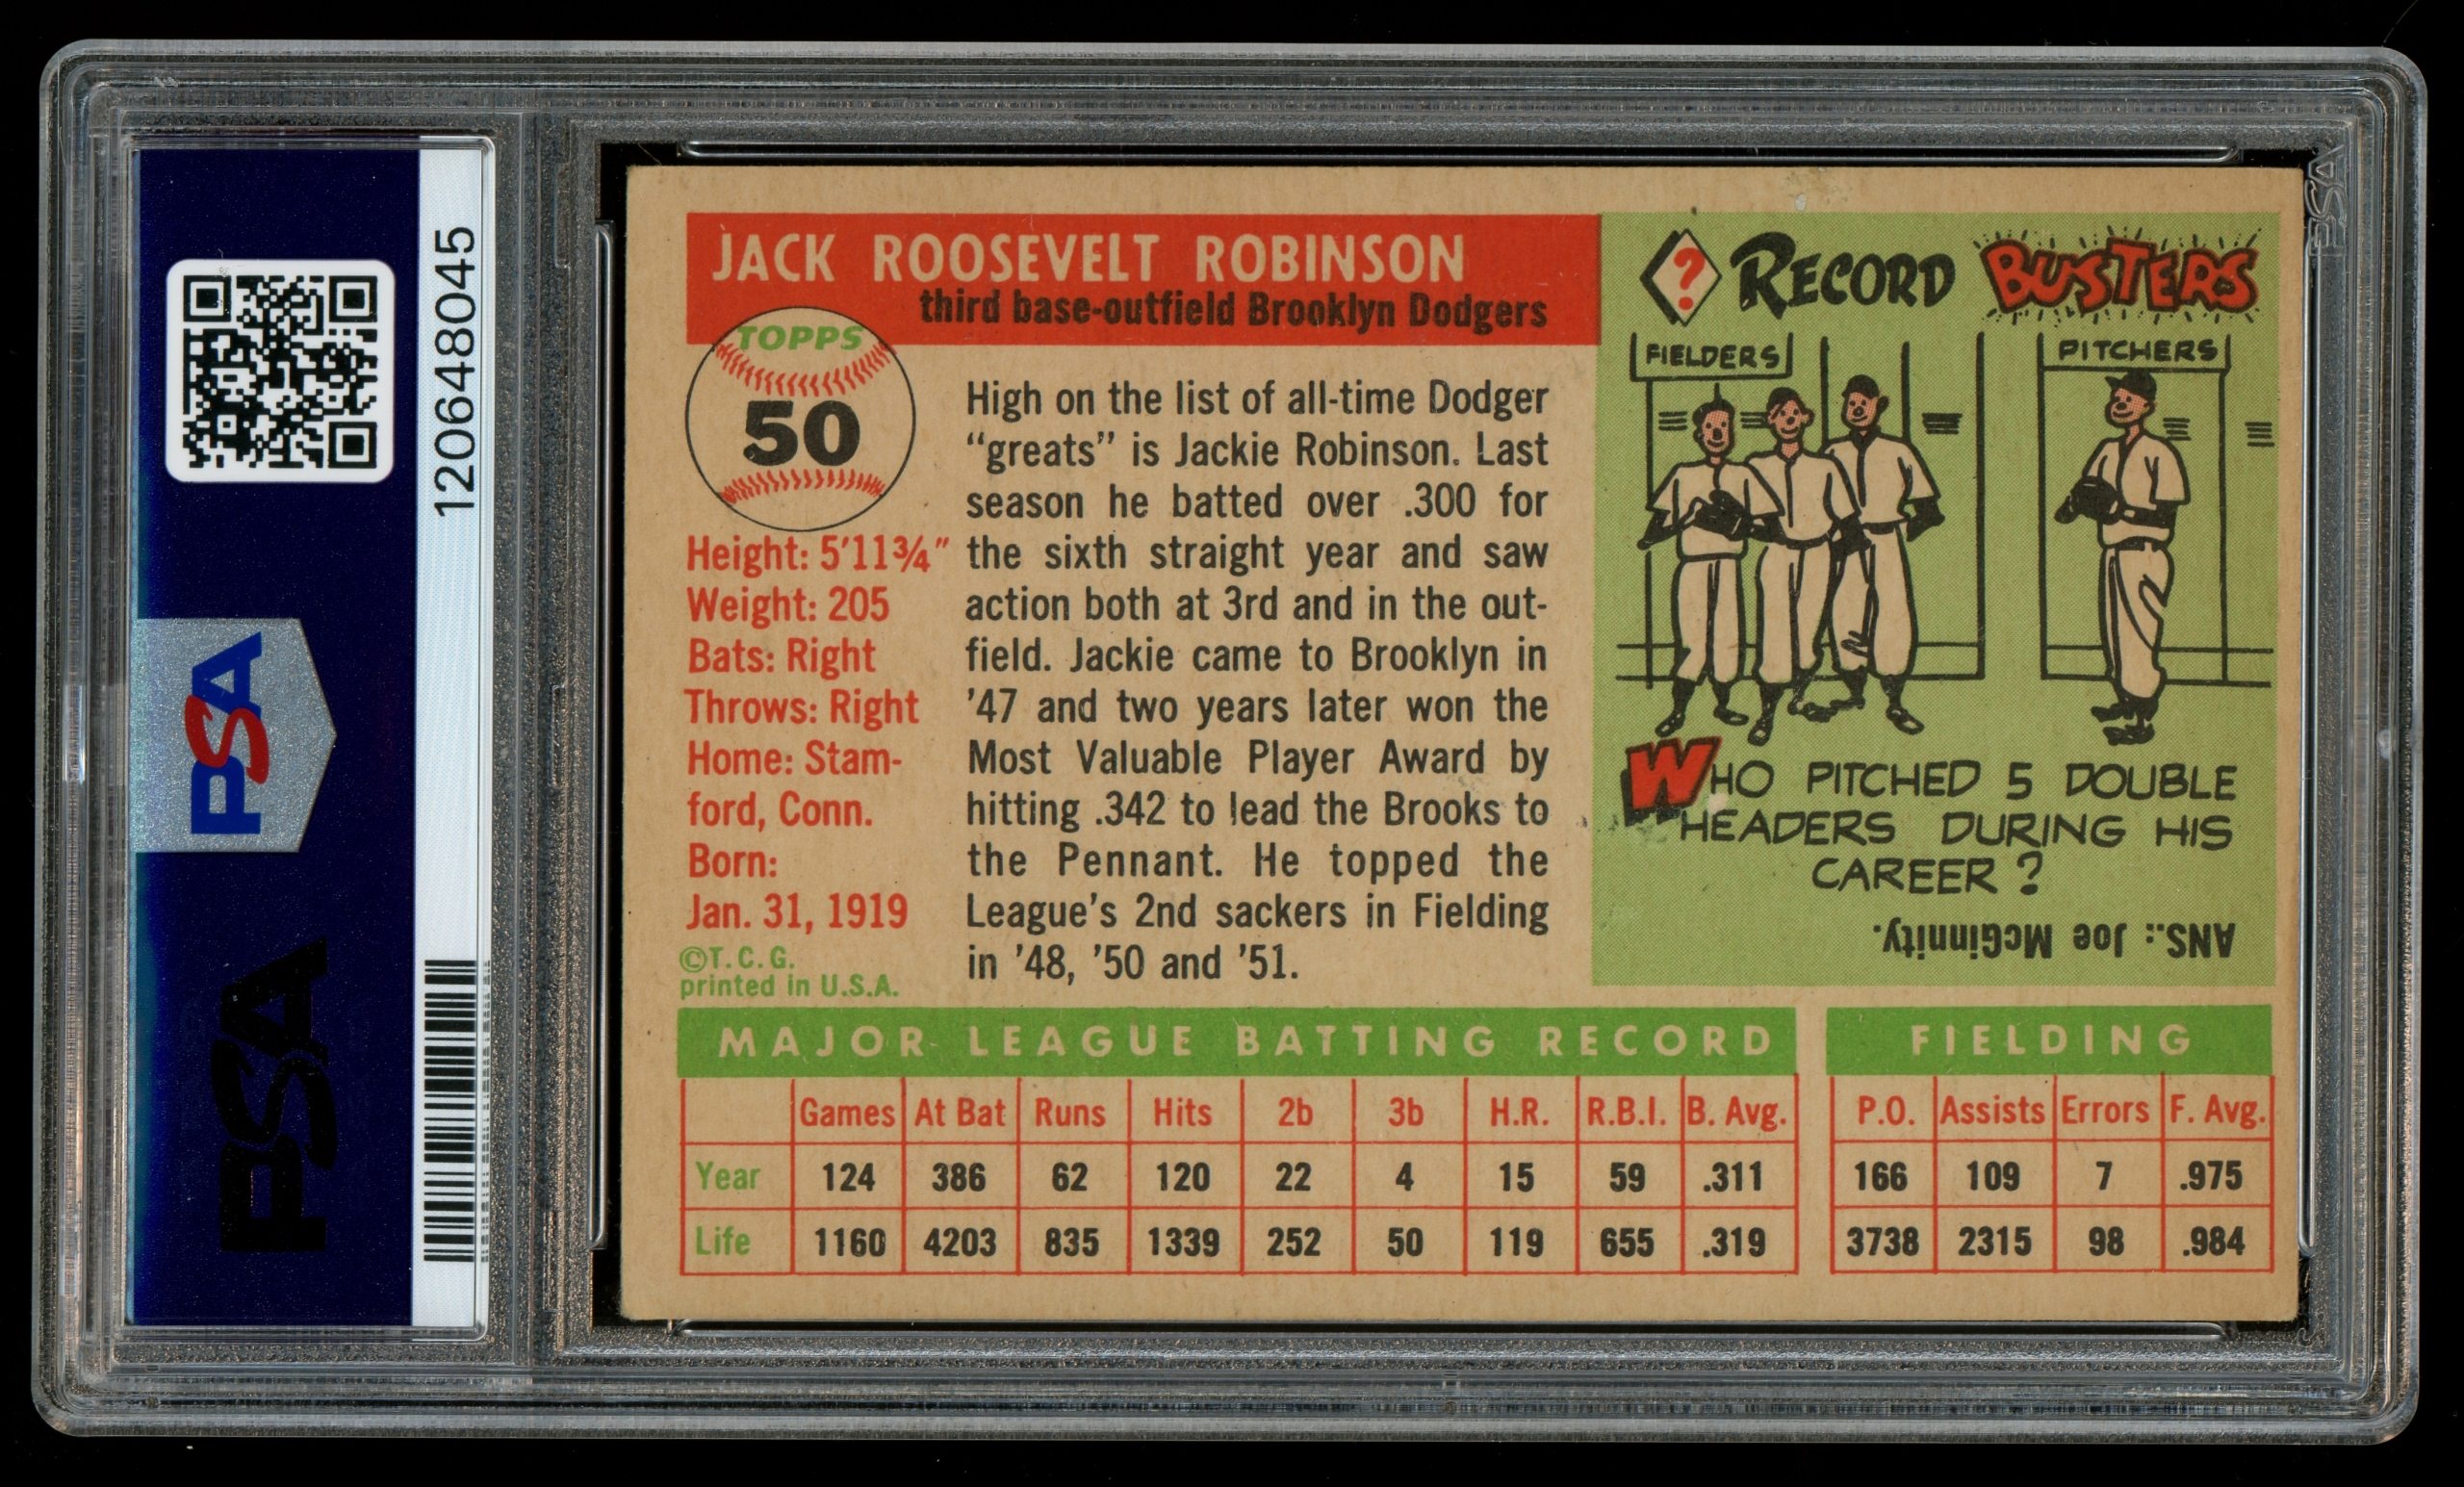 120648045
PSA
PSA
PSA
JACK ROOSEVELT ROBINSON
third base-outfield Brooklyn Dodgers
TOPPS
50
Height: 5'11¾"
Weight: 205
Bats: Right
Throws: Right
Home: Stam-
ford, Conn.
Born:
Jan. 31, 1919
©T.C.G.
printed in U.S.A.
High on the list of all-time Dodger
“greats” is Jackie Robinson. Last
season he batted over .300 for
the sixth straight year and saw
action both at 3rd and in the out-
field. Jackie came to Brooklyn in
’47 and two years later won the
Most Valuable Player Award by
hitting .342 to lead the Brooks to
the Pennant. He topped the
League’s 2nd sackers in Fielding
in ’48, ’50 and ’51.
? RECORD BUSTERS
FIELDERS
PITCHERS
WHO PITCHED 5 DOUBLE
HEADERS DURING HIS
CAREER?
ANS.: Joe McGinnity.
MAJOR LEAGUE BATTING RECORD
Games At Bat Runs Hits 2b 3b H.R. R.B.I. B. Avg.
Year 124 386 62 120 22 4 15 59 .311
Life 1160 4203 835 1339 252 50 119 655 .319
FIELDING
P.O. Assists Errors F. Avg.
166 109 7 .975
3738 2315 98 .984